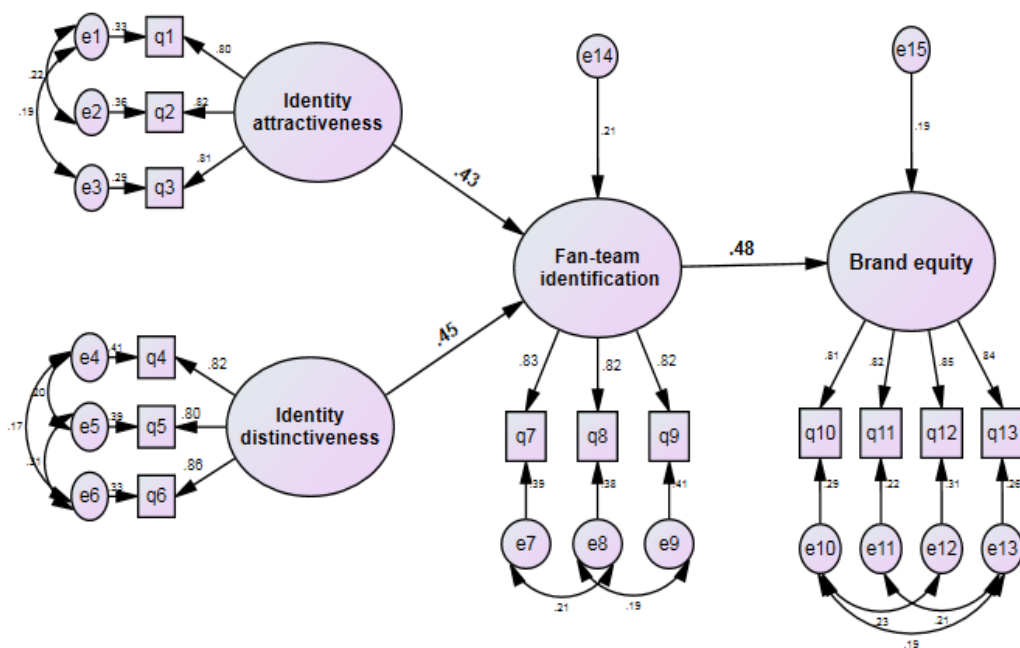 e1
.33
q1
.80
.22
e2
.36
q2
.82
Identity
attractiveness
.19
e3
.29
q3
.81
.43
e14
.21
Fan-team
identification
.48
e15
.19
Brand equity
.45
e4
.41
q4
.82
.20
e5
.39
q5
.80
Identity
distinctiveness
.17
.21
e6
.33
q6
.86
.83
.82
.82
q7
q8
q9
.39
.38
.41
e7
e8
e9
.21
.19
.81
.82
.85
.84
q10
q11
q12
q13
.29
.22
.31
.26
e10
e11
e12
e13
.23
.21
.19